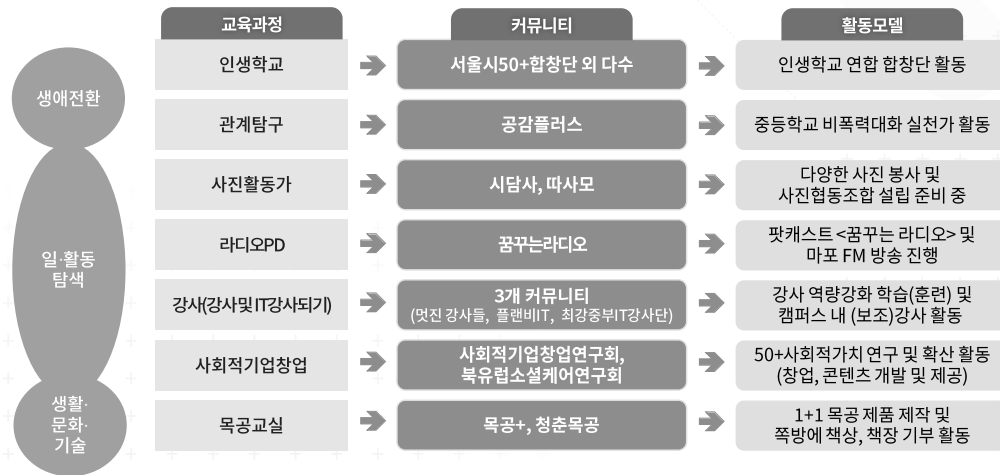 교육과정
커뮤니티
활동모델
생애전환
인생학교
서울시50+합창단 외 다수
인생학교 연합 합창단 활동
관계탐구
공감플러스
중등학교 비폭력대화 실천가 활동
일·활동
탐색
사진활동가
시담사, 따사모
다양한 사진 봉사 및
사진협동조합 설립 준비 중
라디오PD
꿈꾸는라디오
팟캐스트 <꿈꾸는 라디오> 및
마포 FM 방송 진행
강사(강사및IT강사되기)
3개 커뮤니티
(멋진 강사들, 플랜비IT, 최강중부IT강사단)
강사 역량강화 학습(훈련) 및
캠퍼스 내 (보조)강사 활동
사회적기업창업
사회적기업창업연구회,
북유럽소셜케어연구회
50+사회적가치 연구 및 확산 활동
(창업, 콘텐츠 개발 및 제공)
생활·
문화·
기술
목공교실
목공+, 청춘목공
1+1 목공 제품 제작 및
쪽방에 책상, 책장 기부 활동